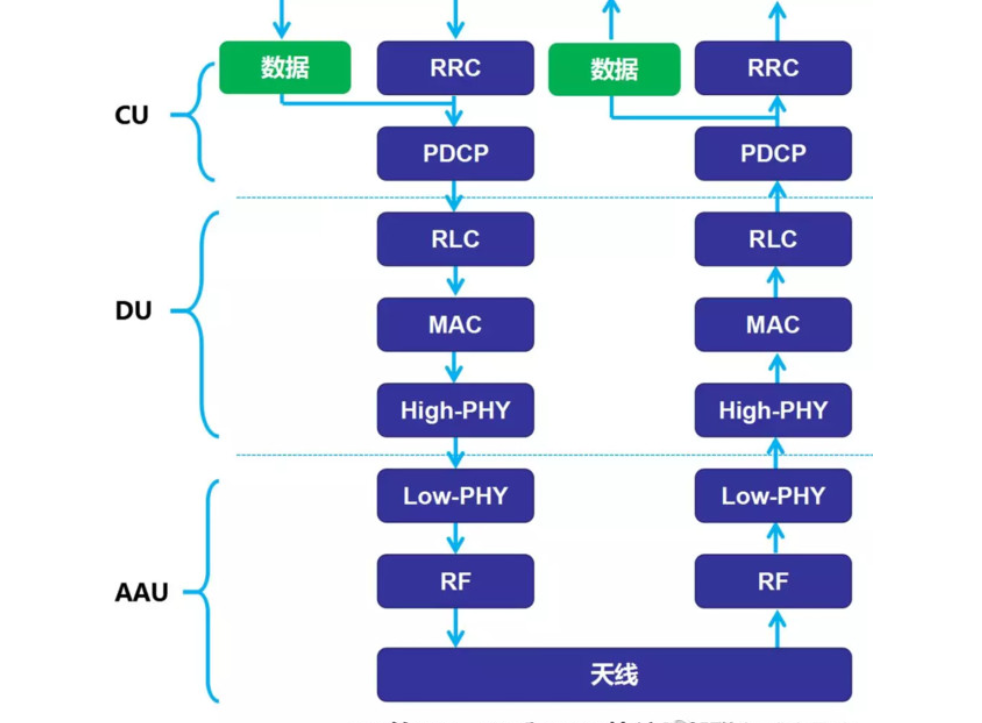 数据 RRC 数据 RRC
CU
PDCP PDCP
RLC RLC
DU
MAC MAC
High-PHY High-PHY
Low-PHY Low-PHY
AAU
RF RF
天线